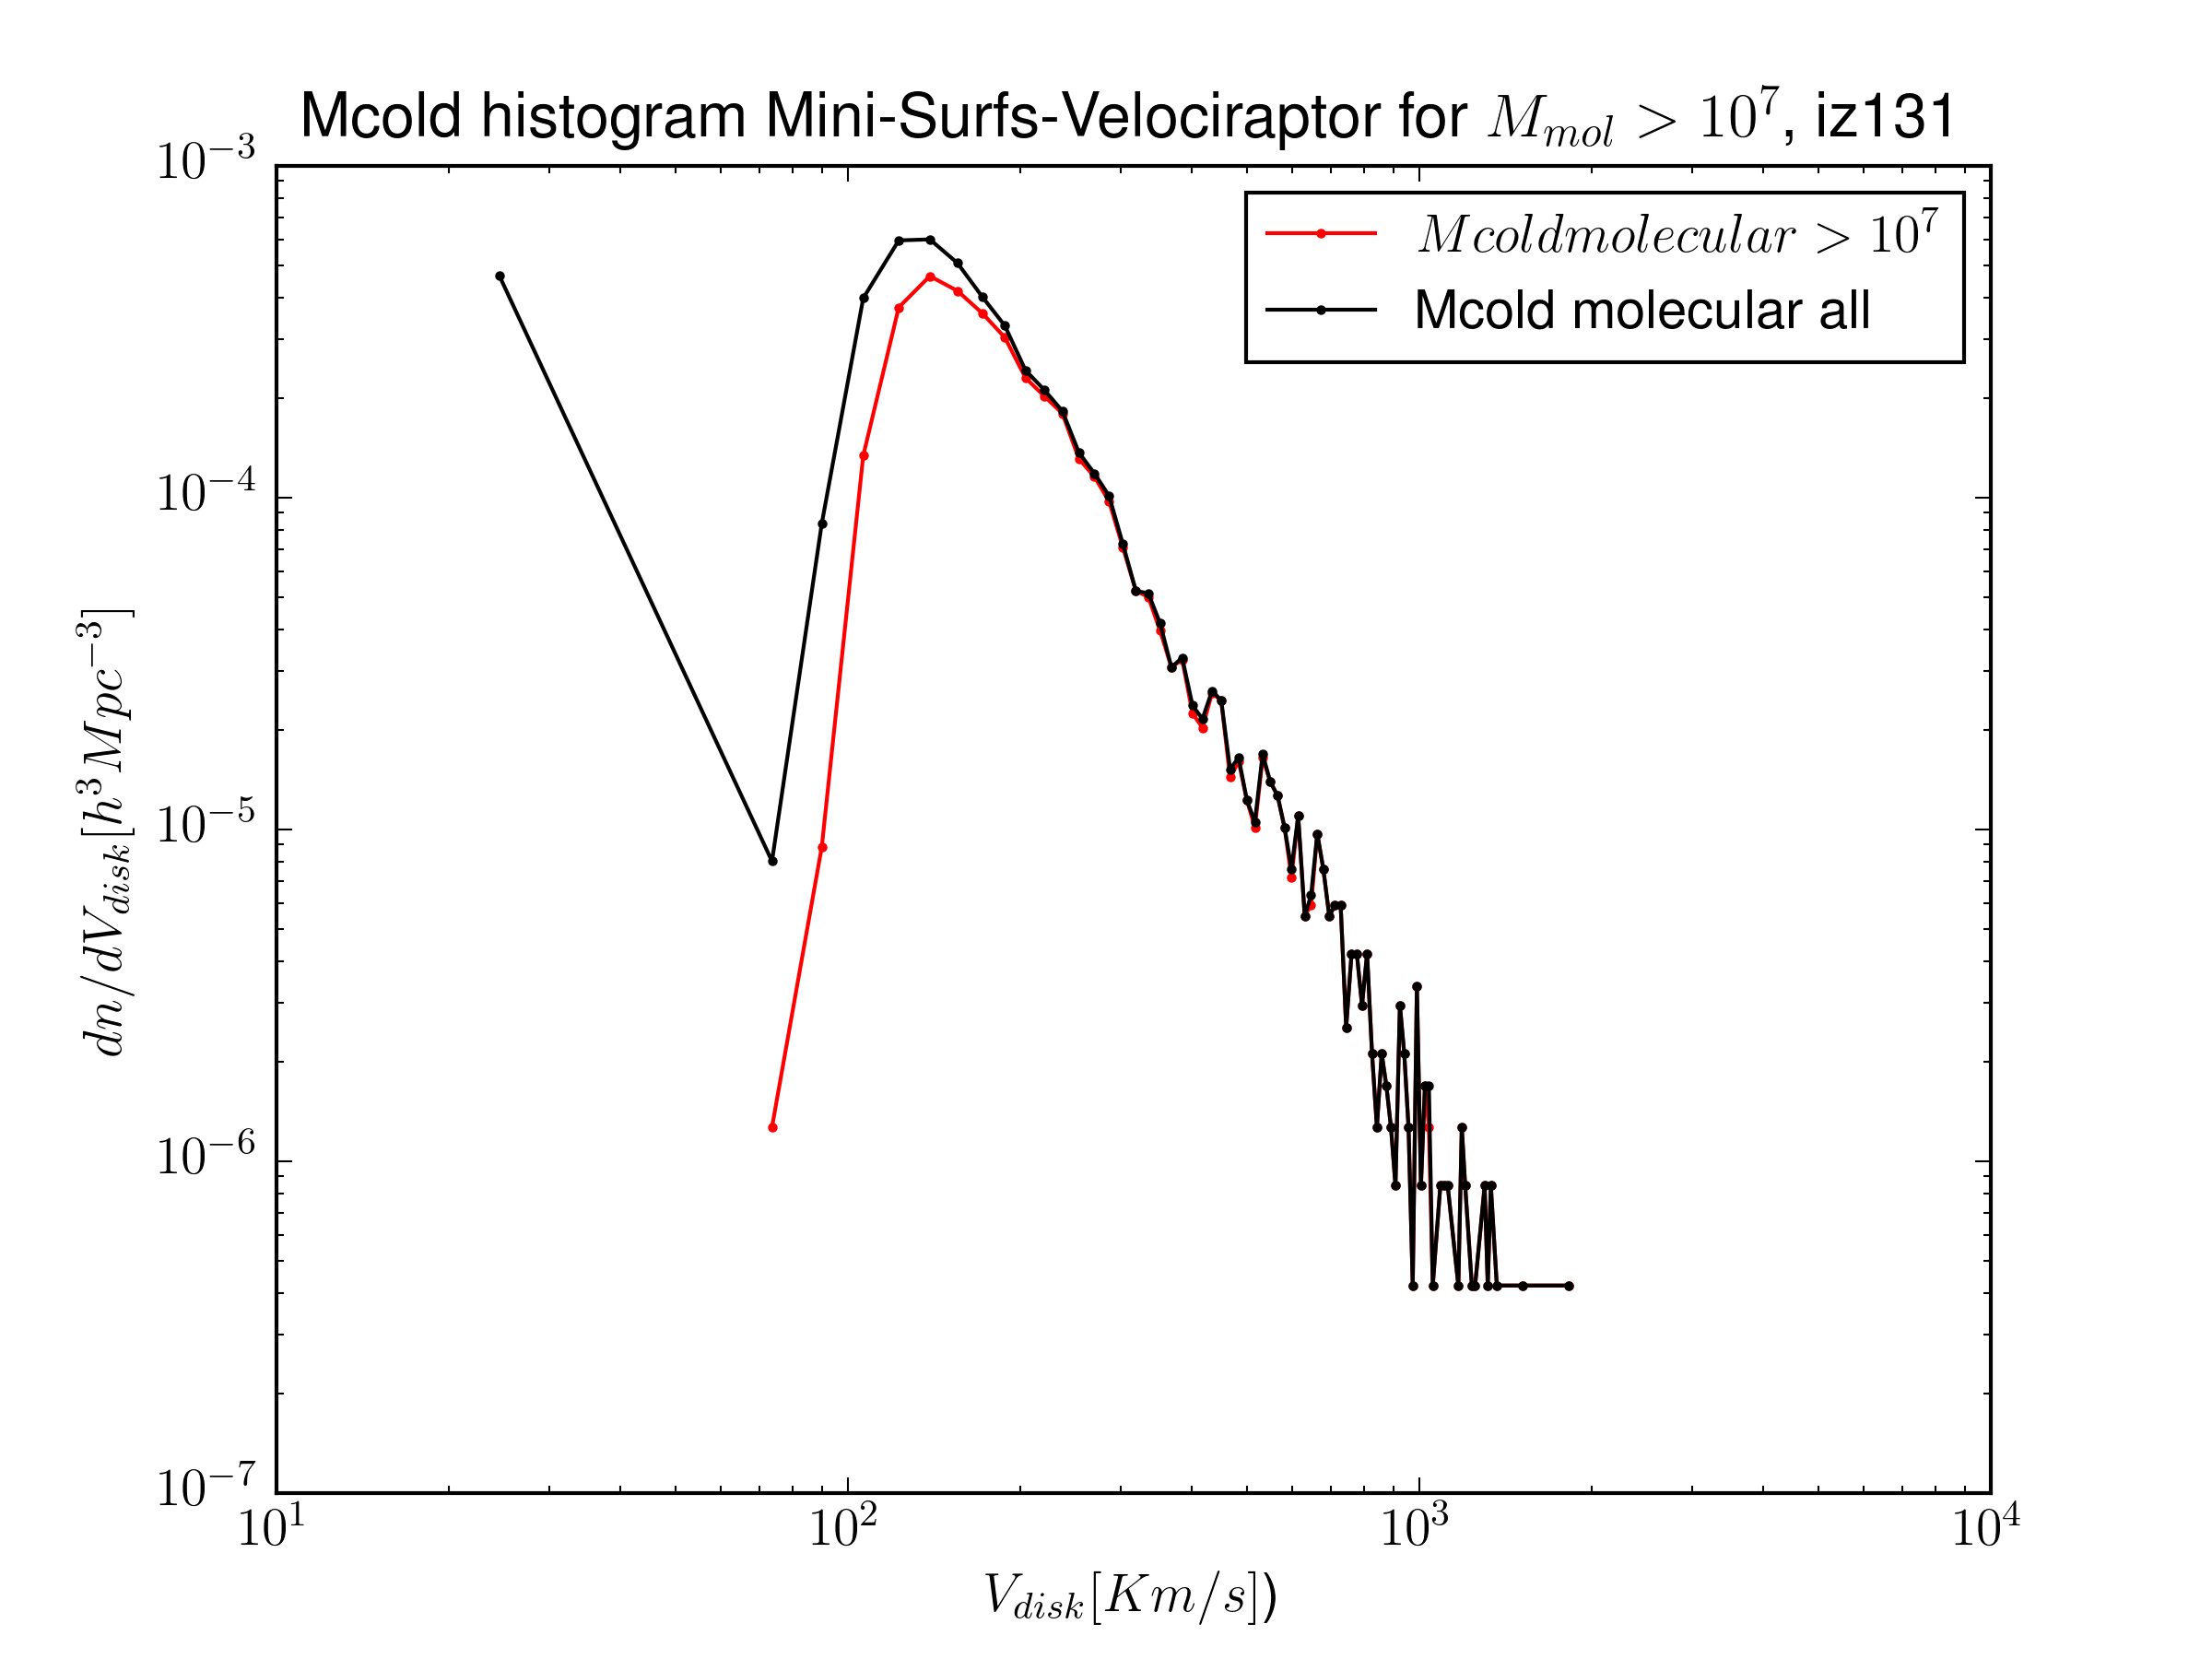 Mcold histogram Mini-Surfs-Velociraptor for $M_{mol} > 10^7$, iz131
$Mcoldmolecular > 10^7$
Mcold molecular all
$10^{-3}$
$10^{-4}$
$10^{-5}$
$10^{-6}$
$10^{-7}$
$dn/dV_{disk}[h^3Mpc^{-3}]$
$10^1$ $10^2$ $10^3$ $10^4$
$V_{disk}[Km/s]$)